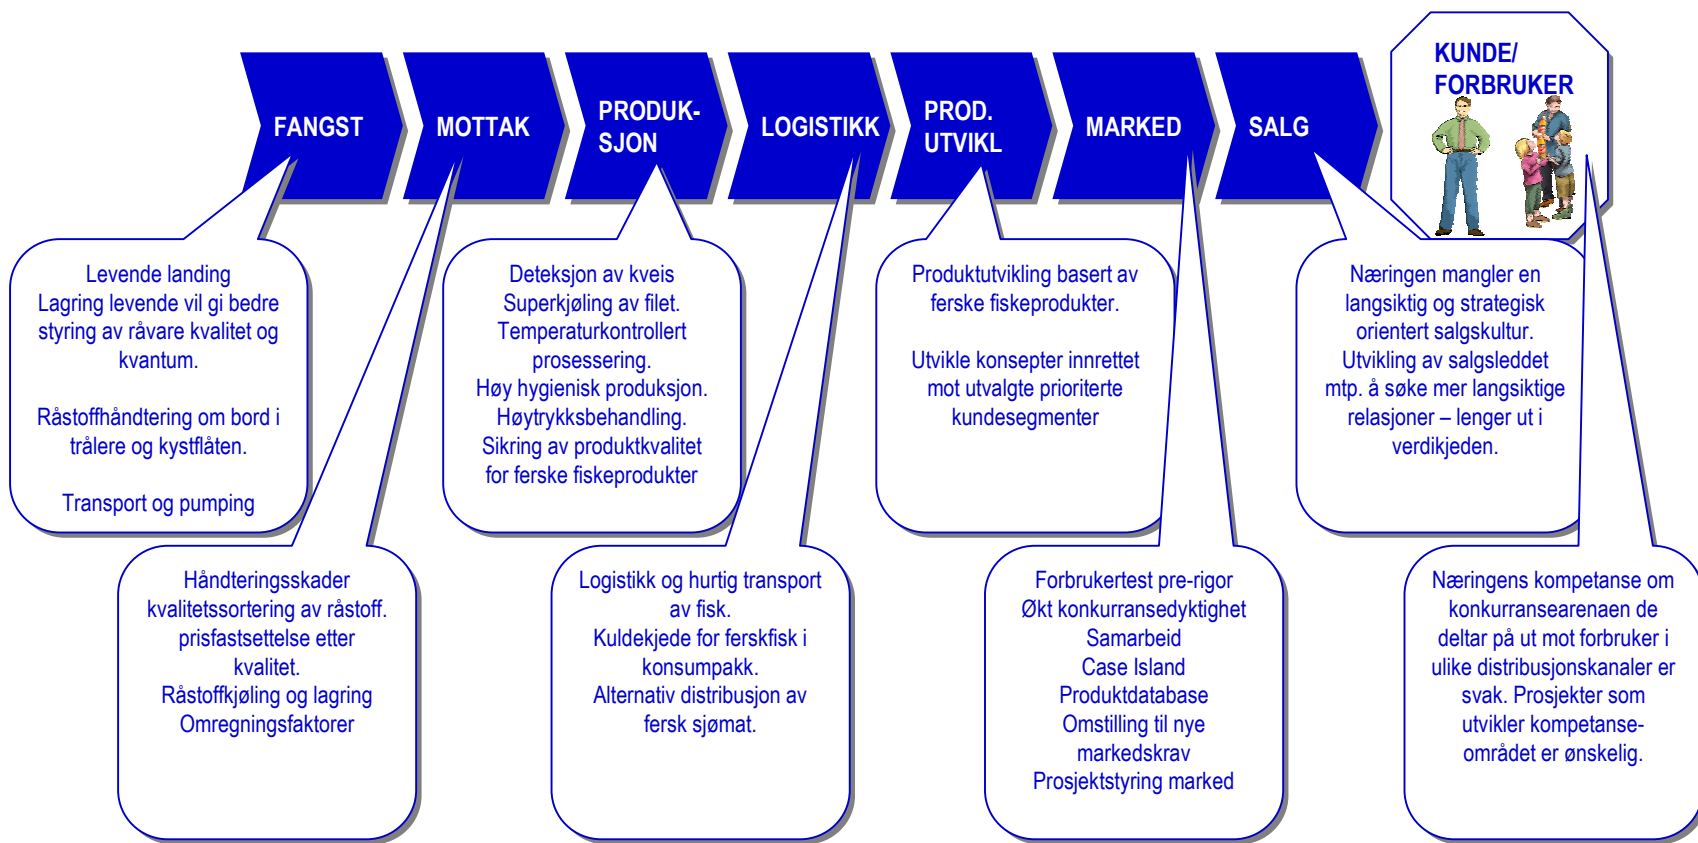 FANGST
MOTTAK
PRODUK-
SJON
LOGISTIKK
PROD.
UTVIKL
MARKED
SALG
KUNDE/
FORBRUKER
Levende landing
Lagring levende vil gi bedre
styring av råvare kvalitet og
kvantum.
Råstoffhåndtering om bord i
trålere og kystflåten.
Transport og pumping
Deteksjon av kveis
Superkjøling av filet.
Temperaturkontrollert
prosessering.
Høy hygienisk produksjon.
Høytrykksbehandling.
Sikring av produktkvalitet
for ferske fiskeprodukter
Produktutvikling basert av
ferske fiskeprodukter.
Utvikle konsepter innrettet
mot utvalgte prioriterte
kundesegmenter
Næringen mangler en
langsiktig og strategisk
orientert salgskultur.
Utvikling av salgsleddet
mtp. å søke mer langsiktige
relasjoner – lenger ut i
verdikjeden.
Håndteringsskader
kvalitetssortering av råstoff.
prisfastsettelse etter
kvalitet.
Råstoffkjøling og lagring
Omregningsfaktorer
Logistikk og hurtig transport
av fisk.
Kuldekjede for ferskfisk i
konsumpakk.
Alternativ distribusjon av
fersk sjømat.
Forbrukertest pre-rigor
Økt konkurransedyktighet
Samarbeid
Case Island
Produktdatabase
Omstilling til nye
markedskrav
Prosjektstyring marked
Næringens kompetanse om
konkurransearenaen de
deltar på ut mot forbruker i
ulike distribusjonskanaler er
svak. Prosjekter som
utvikler kompetanse-
området er ønskelig.